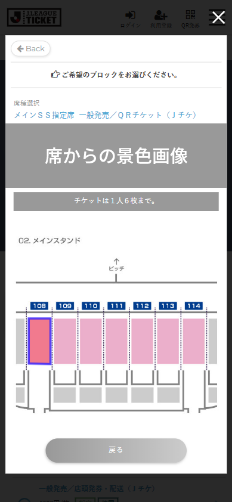 J.LEAGUE TICKET
Back
ご希望のブロックをお選びください。
席種選択
メインＳＳ指定席 一般発売／ＱＲチケット（Ｊチケ）
席からの景色画像
チケットは１人６枚まで。
02. メインスタンド
ピッチ
108 109 110 111 112 113 114
戻る